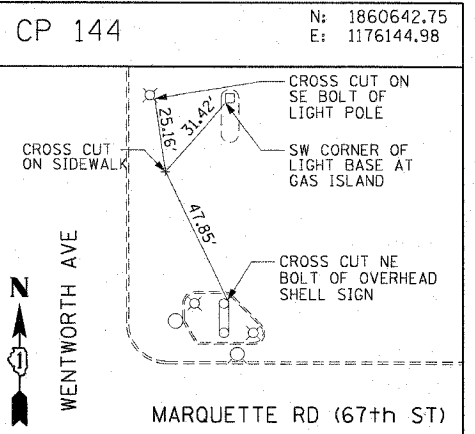 CP 144
N: 1860642.75
E: 1176144.98
CROSS CUT ON
SE BOLT OF
LIGHT POLE
25.16'
31.42'
CROSS CUT
ON SIDEWALK
SW CORNER OF
LIGHT BASE AT
GAS ISLAND
47.85'
CROSS CUT NE
BOLT OF OVERHEAD
SHELL SIGN
N
1
WENTWORTH AVE
MARQUETTE RD (67th ST)